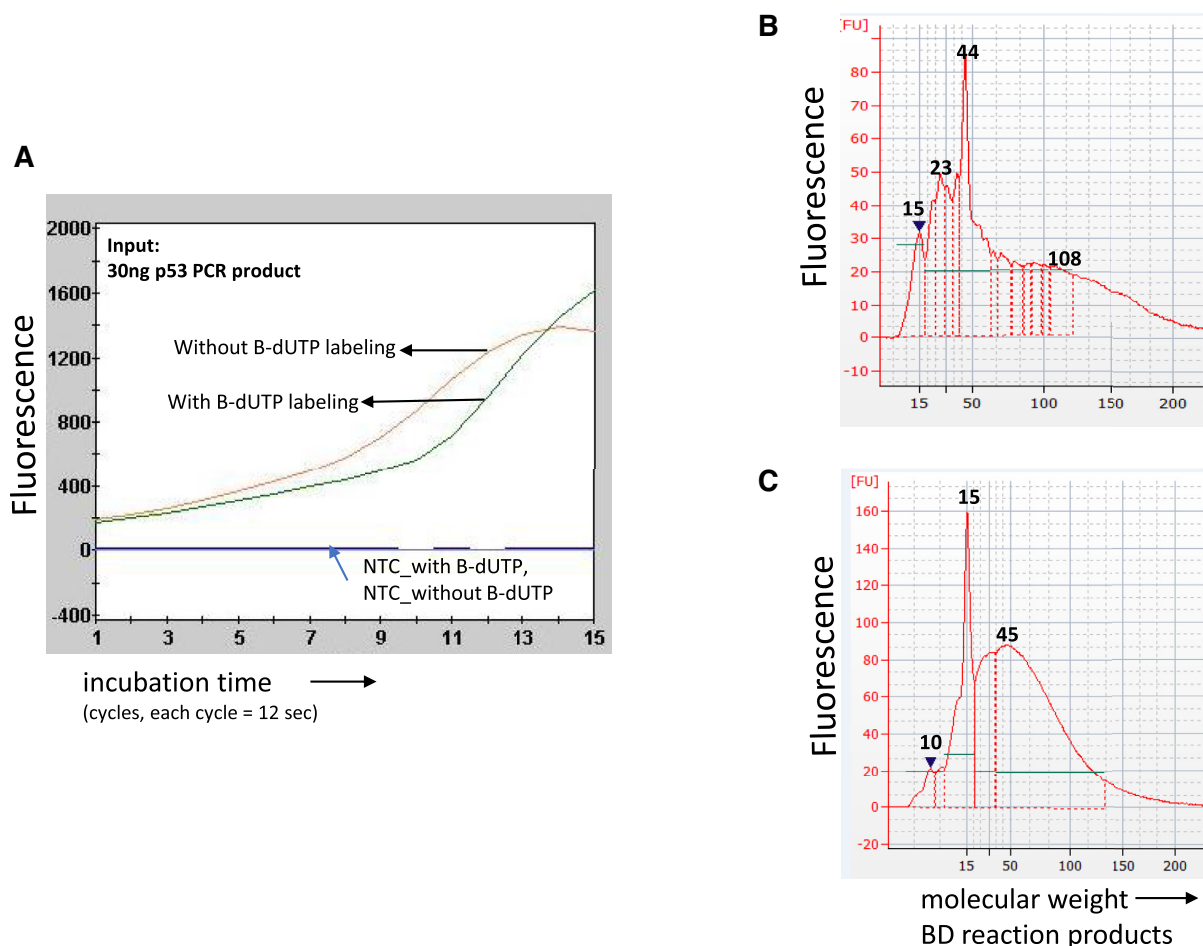 A
2000
1600
1200
800
400
0
-400
Fluorescence
Input:
30ng p53 PCR product
Without B-dUTP labeling
With B-dUTP labeling
NTC_with B-dUTP,
NTC_without B-dUTP
1 3 5 7 9 11 13 15
incubation time
(cycles, each cycle = 12 sec)
B
[FU]
Fluorescence
80
70
60
50
40
30
20
10
0
-10
15
23
44
108
15 50 100 150 200
C
[FU]
Fluorescence
160
140
120
100
80
60
40
20
0
-20
10
15
45
15 50 100 150 200
molecular weight
BD reaction products